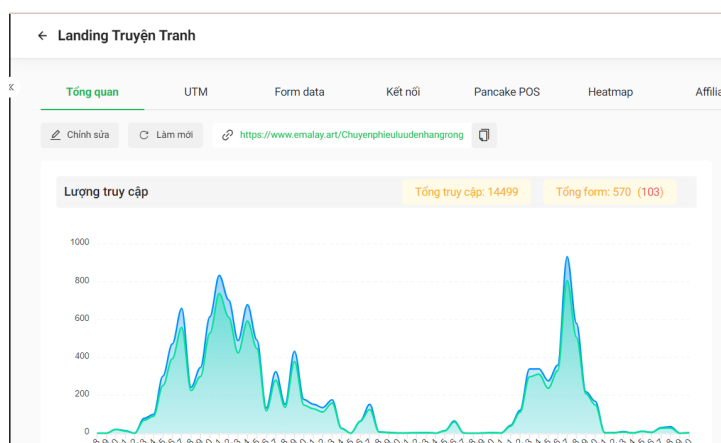 ← Landing Truyện Tranh
Tổng quan UTM Form data Kết nối Pancake POS Heatmap Affilia
Chỉnh sửa Làm mới https://www.emalay.art/Chuyenphieuluudenhangrong
Lượng truy cập Tổng truy cập: 14499 Tổng form: 570 (103)
1000
800
600
400
200
0